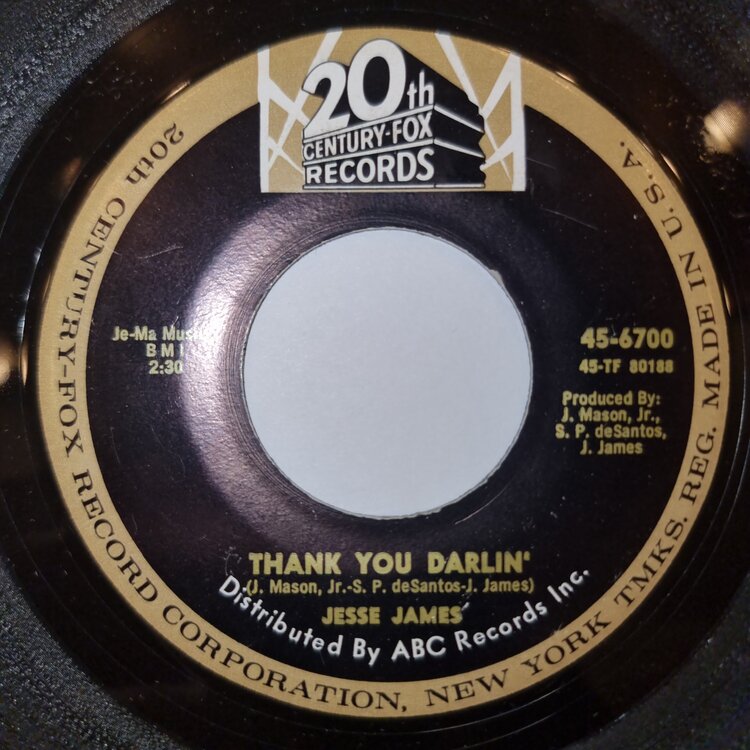 20th
CENTURY-FOX
RECORDS
Je-Ma Music
B M I
2:30
45-6700
45-TF 80188
Produced By:
J. Mason, Jr.,
S. P. deSantos,
J. James
THANK YOU DARLIN'
(J. Mason, Jr.-S. P. deSantos-J. James)
JESSE JAMES
Distributed By ABC Records Inc.
20th CENTURY-FOX RECORD CORPORATION, NEW YORK TMKS. REG. MADE IN U.S.A.